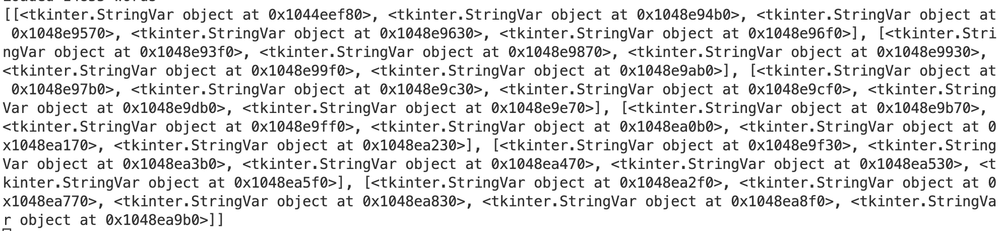 [[<tkinter.StringVar object at 0x1044eef80>, <tkinter.StringVar object at 0x1048e94b0>, <tkinter.StringVar object at
 0x1048e9570>, <tkinter.StringVar object at 0x1048e9630>, <tkinter.StringVar object at 0x1048e96f0>], [<tkinter.Stri
ngVar object at 0x1048e93f0>, <tkinter.StringVar object at 0x1048e9870>, <tkinter.StringVar object at 0x1048e9930>,
<tkinter.StringVar object at 0x1048e99f0>, <tkinter.StringVar object at 0x1048e9ab0>], [<tkinter.StringVar object at
 0x1048e97b0>, <tkinter.StringVar object at 0x1048e9c30>, <tkinter.StringVar object at 0x1048e9cf0>, <tkinter.String
Var object at 0x1048e9db0>, <tkinter.StringVar object at 0x1048e9e70>], [<tkinter.StringVar object at 0x1048e9b70>,
<tkinter.StringVar object at 0x1048e9ff0>, <tkinter.StringVar object at 0x1048ea0b0>, <tkinter.StringVar object at 0
x1048ea170>, <tkinter.StringVar object at 0x1048ea230>], [<tkinter.StringVar object at 0x1048e9f30>, <tkinter.String
Var object at 0x1048ea3b0>, <tkinter.StringVar object at 0x1048ea470>, <tkinter.StringVar object at 0x1048ea530>, <t
kinter.StringVar object at 0x1048ea5f0>], [<tkinter.StringVar object at 0x1048ea2f0>, <tkinter.StringVar object at 0
x1048ea770>, <tkinter.StringVar object at 0x1048ea830>, <tkinter.StringVar object at 0x1048ea8f0>, <tkinter.StringVa
r object at 0x1048ea9b0>]]